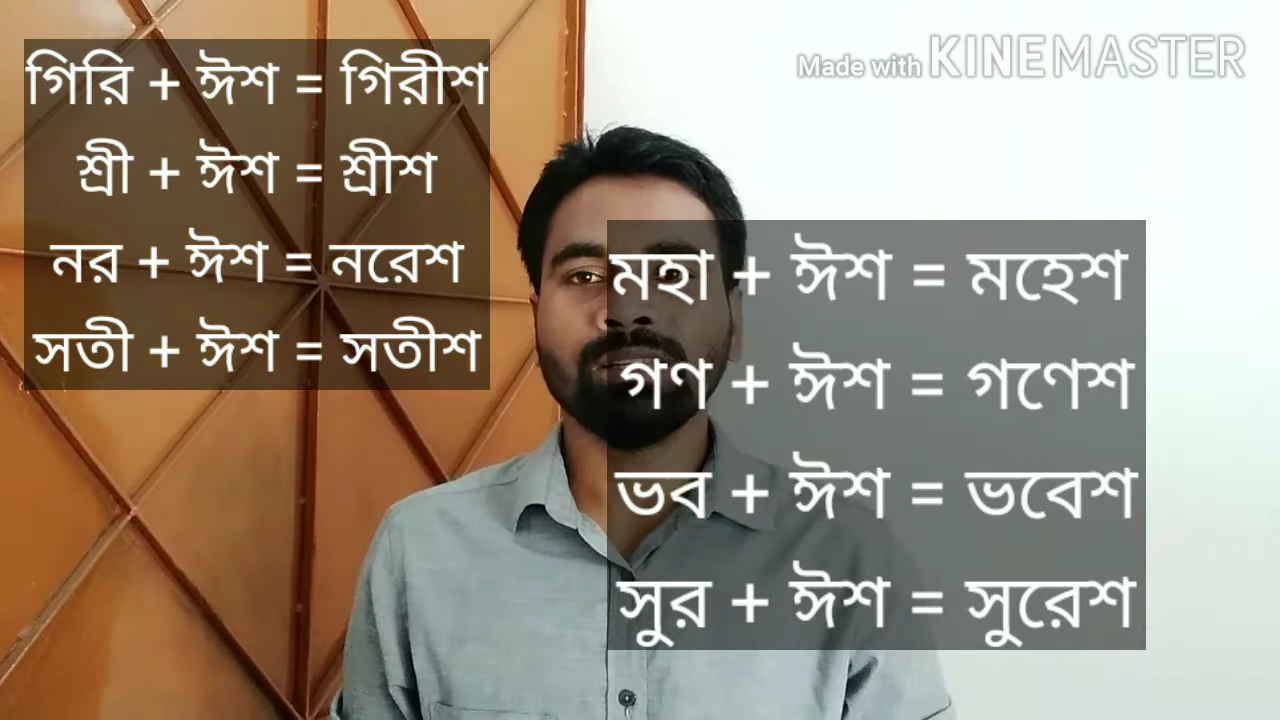 গিরি + ঈশ = গিরীশ
শ্রী + ঈশ = শ্রীশ
নর + ঈশ = নরেশ
সতী + ঈশ = সতীশ
Made with KINEMASTER
মহা + ঈশ = মহেশ
গণ + ঈশ = গণেশ
ভব + ঈশ = ভবেশ
সুর + ঈশ = সুরেশ